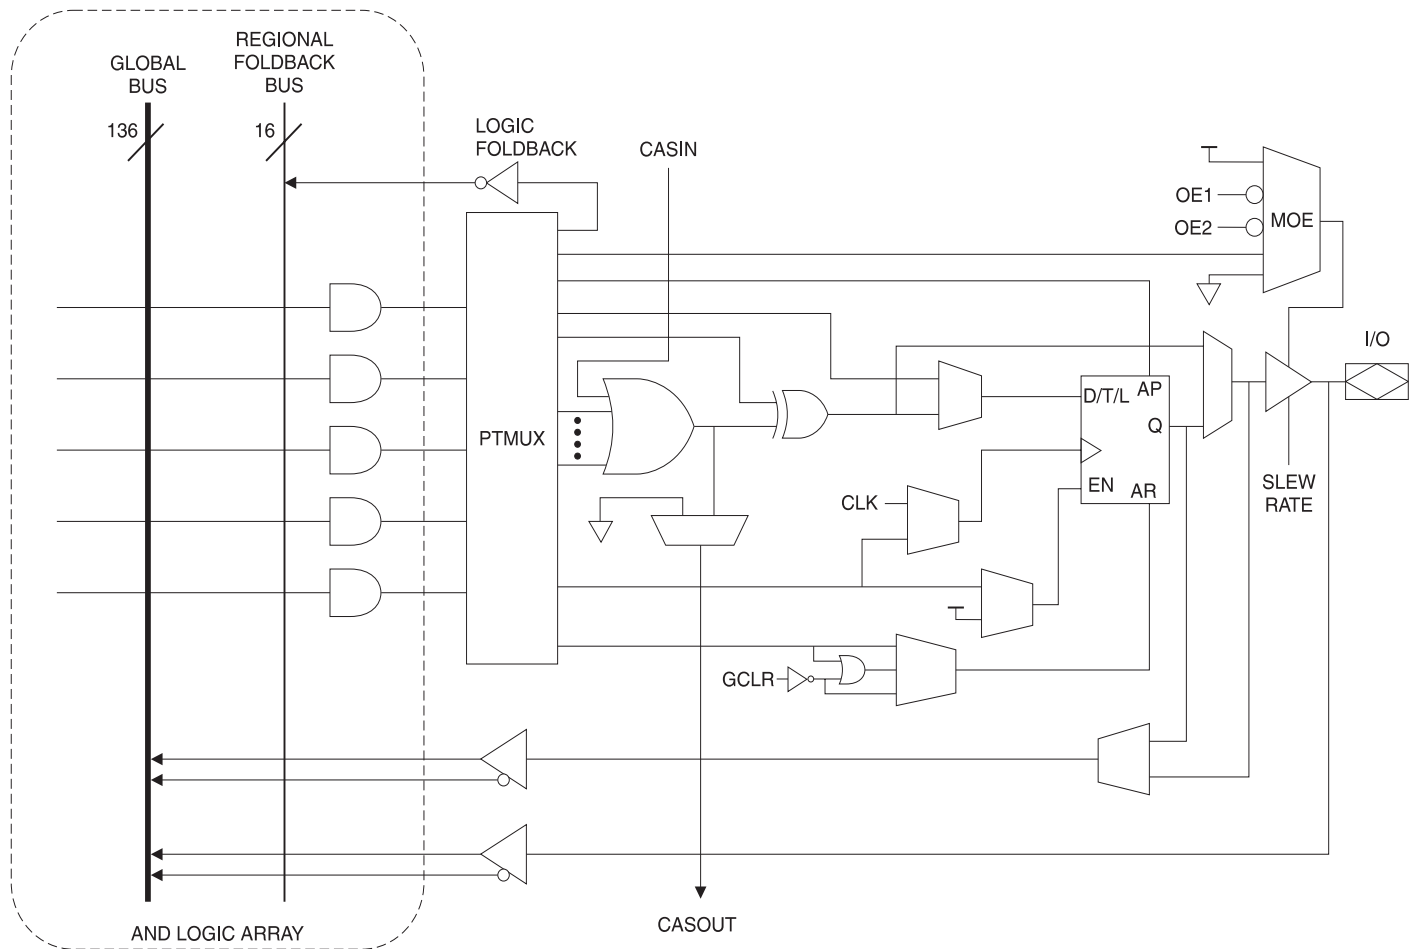 GLOBAL
BUS
REGIONAL
FOLDBACK
BUS
136
16
LOGIC
FOLDBACK
CASIN
OE1
OE2
MOE
I/O
D/T/L
AP
Q
PTMUX
EN
AR
SLEW
RATE
CLK
GCLR
CASOUT
AND LOGIC ARRAY